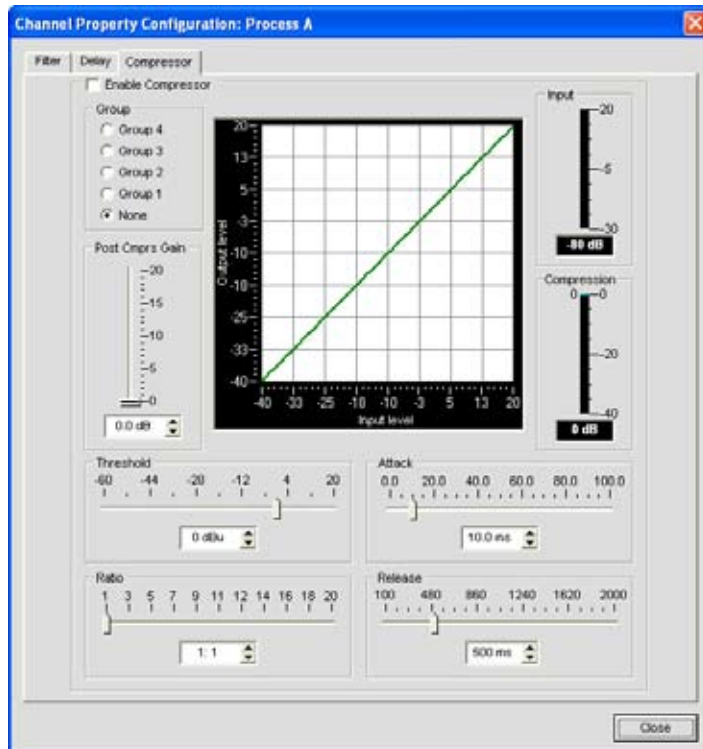 Channel Property Configuration: Process A
Filter Delay Compressor
Enable Compressor
Group
Group 4
Group 3
Group 2
Group 1
None
Post Cmprs Gain
20
15
10
0
0.0 dB
Output level
20
13
5
-3
-10
-18
-25
-33
-40
-40 -33 -25 -18 -10 -3 5 13 20
Input level
Input
20
-5
-30
-80 dB
Compression
0 0
-20
-40
0 dB
Threshold
-60 -44 -20 -12 4 20
0 dBu
Attack
0.0 20.0 40.0 60.0 80.0 100.0
10.0 ms
Ratio
1 3 5 7 9 11 12 14 16 18 20
1: 1
Release
100 480 860 1240 1620 2000
500 ms
Close